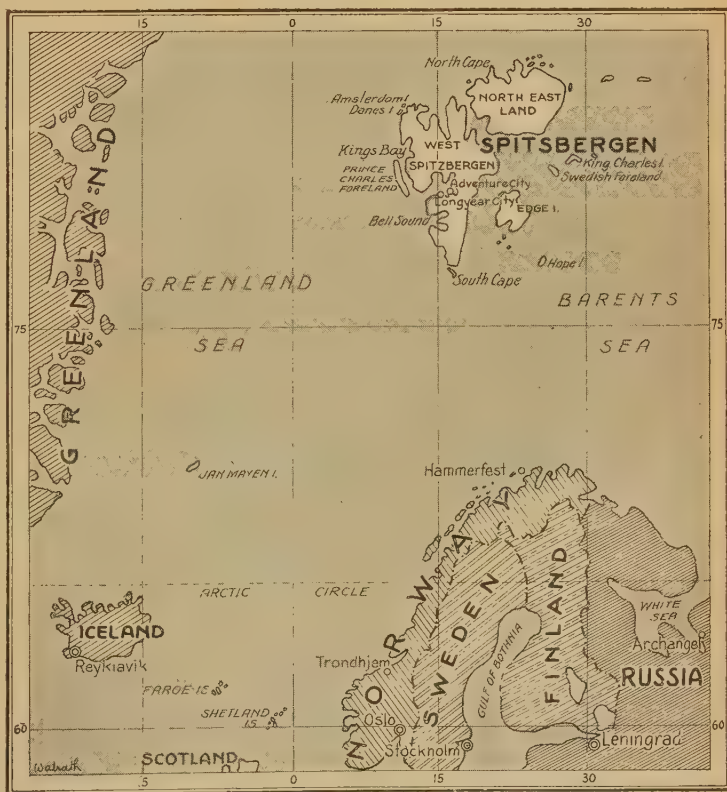 15
0
15
30
North Cape
NORTH EAST
LAND
Amsterdam I.
Danes I.
WEST
SPITZBERGEN
SPITSBERGEN
Kings Bay
PRINCE
CHARLES
FORELAND
King Charles I.
Swedish Foreland
Adventure City
Longyear City
EDGE I.
Bell Sound
Hope I.
South Cape
GREENLAND
GREENLAND
SEA
BARENTS
SEA
75
75
JAN MAYEN I.
Hammerfest
NORWAY
SWEDEN
FINLAND
ARCTIC CIRCLE
WHITE
SEA
Archangel
ICELAND
Reykiavik
Trondhjem
GULF OF BOTHNIA
RUSSIA
FAROE IS
SHETLAND
IS
Oslo
60
60
Stockholm
Leningrad
SCOTLAND
Walrath
15
0
15
30